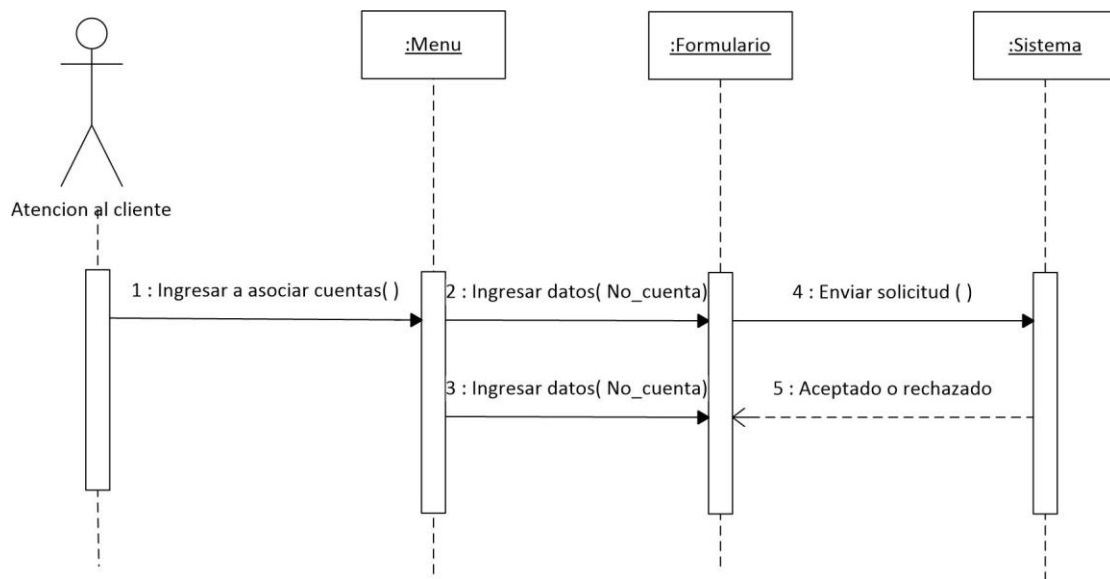 :Menu
:Formulario
:Sistema
Atencion al cliente
1 : Ingresar a asociar cuentas( )
2 : Ingresar datos( No_cuenta)
4 : Enviar solicitud ( )
3 : Ingresar datos( No_cuenta)
5 : Aceptado o rechazado